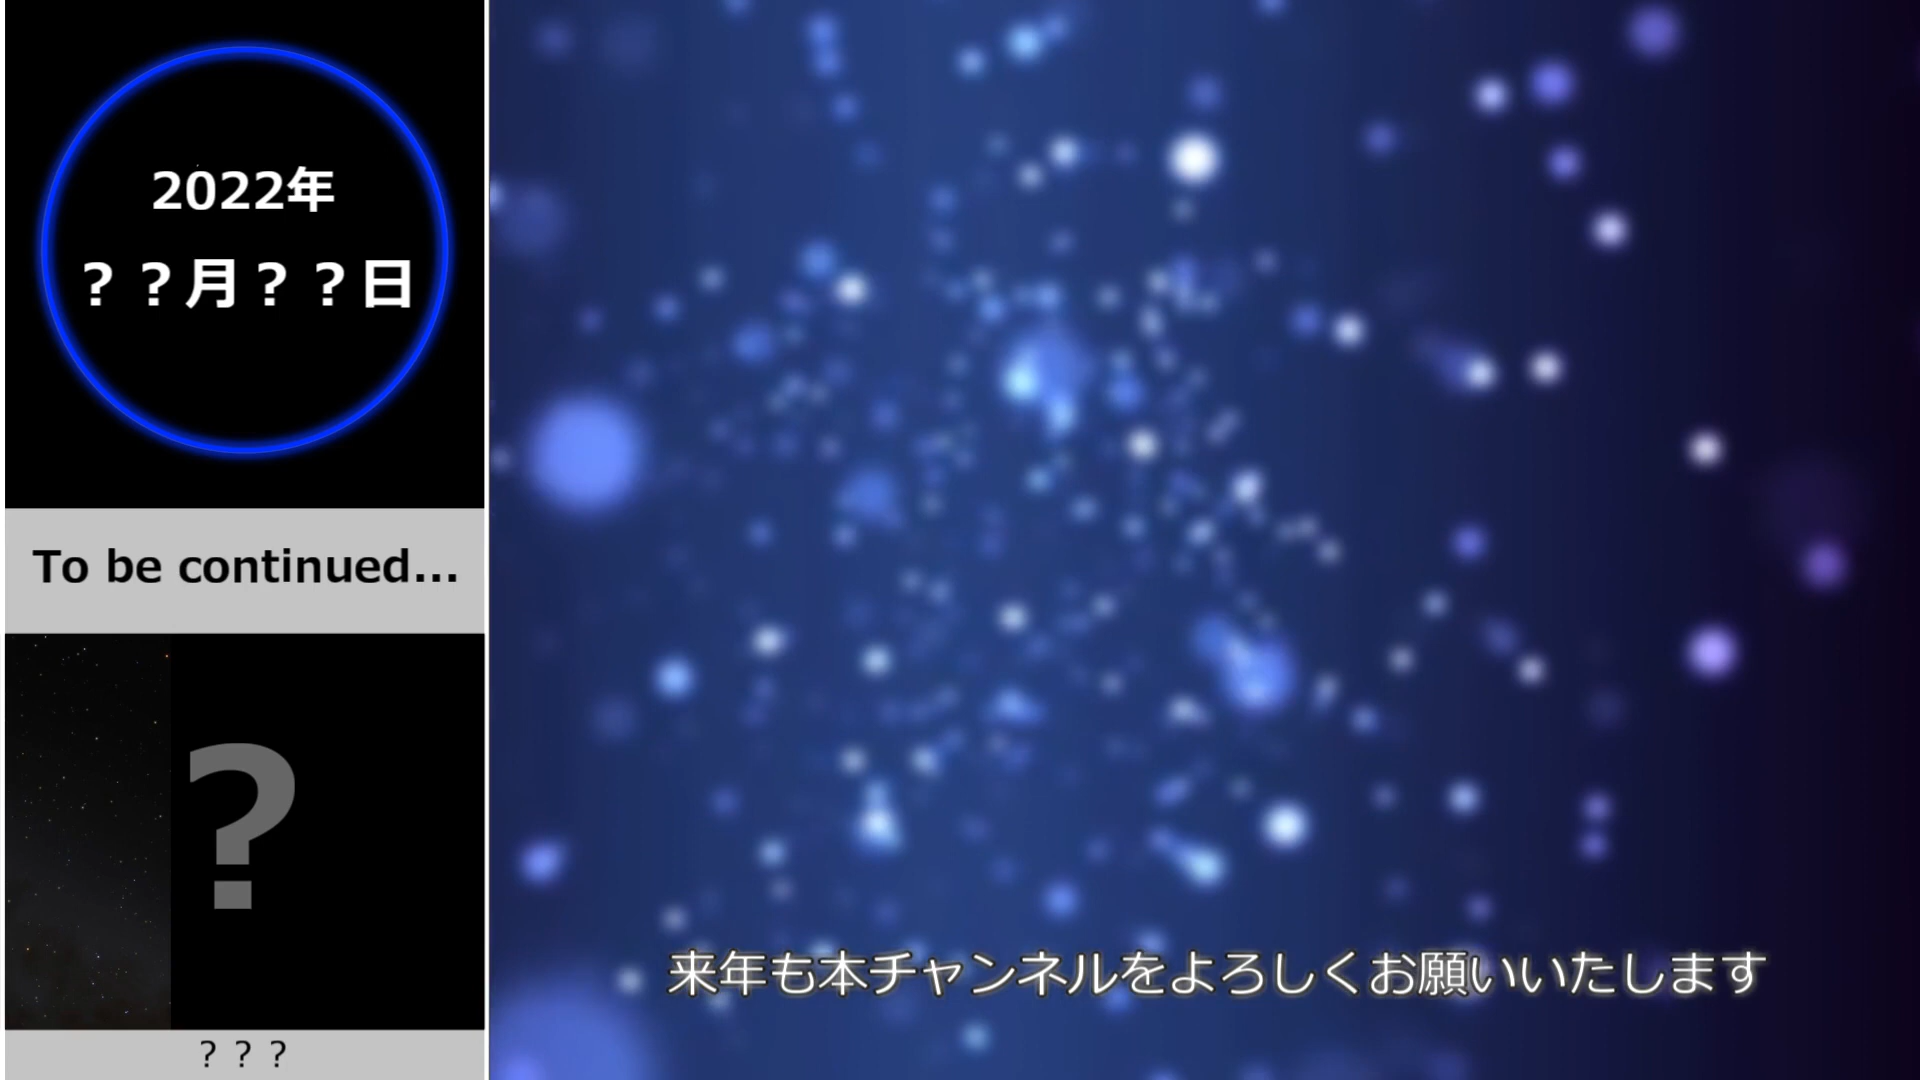 2022年
？？月？？日
To be continued...
?
？？？
来年も本チャンネルをよろしくお願いいたします